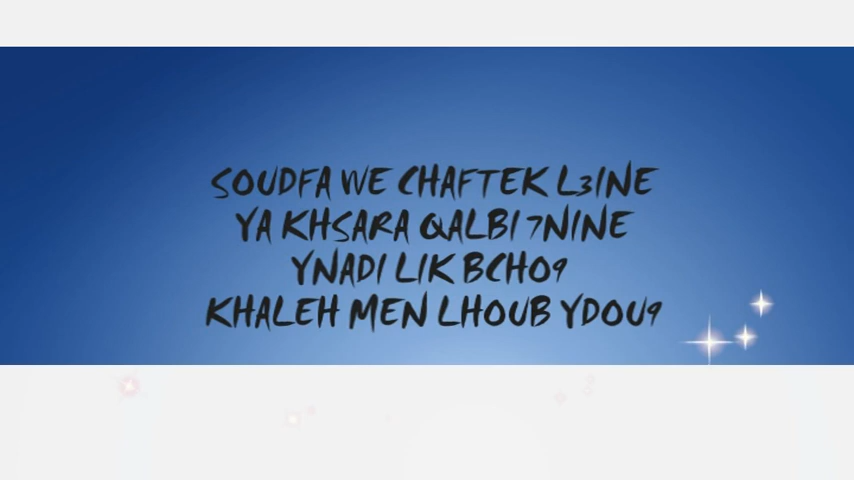 SOUDFA WE CHAFTEK L3INE
YA KHSARA QALBI 7NINE
YNADI LIK BCHO9
KHALEH MEN LHOUB YDOU9